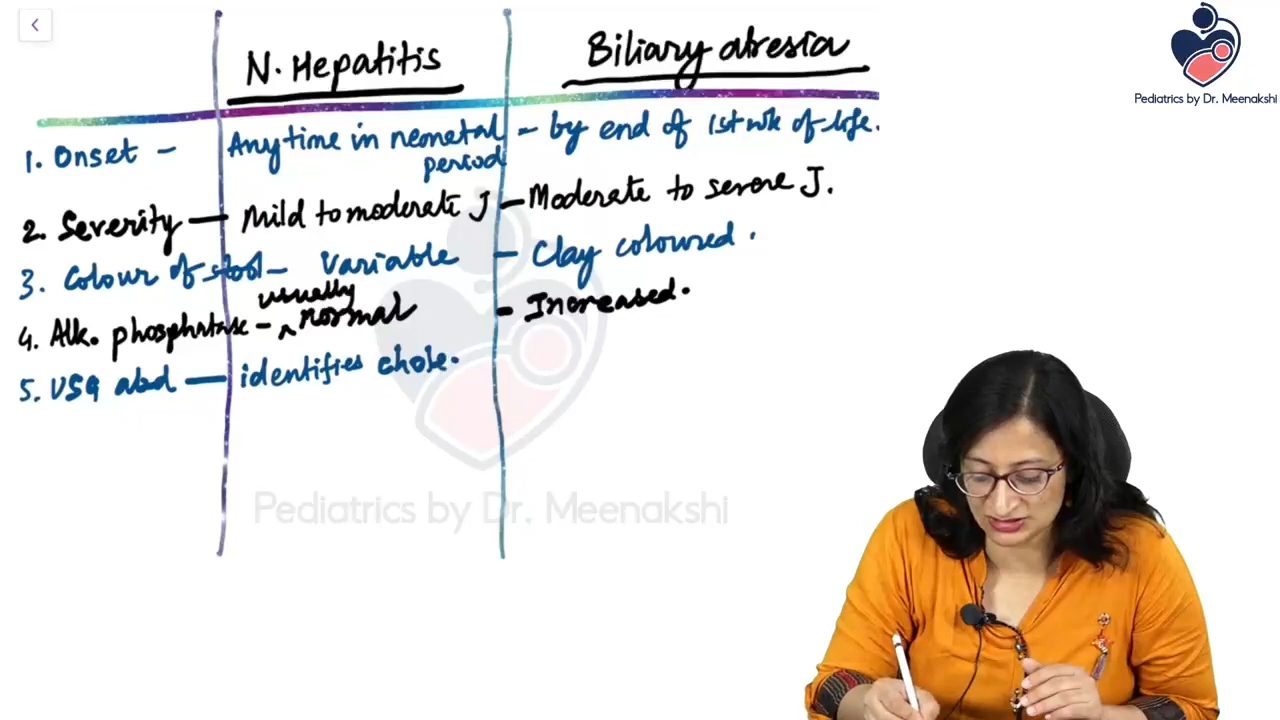 N. Hepatitis Biliary atresia
1. Onset - Anytime in neonatal period - by end of 1st wk of life.
2. Severity - Mild to moderate J - Moderate to severe J.
3. Colour of stool - Variable - Clay coloured.
4. Alk. phosphatase - usually normal - Increased.
5. USG abd - identifies chole.
Pediatrics by Dr. Meenakshi
Pediatrics by Dr. Meenakshi